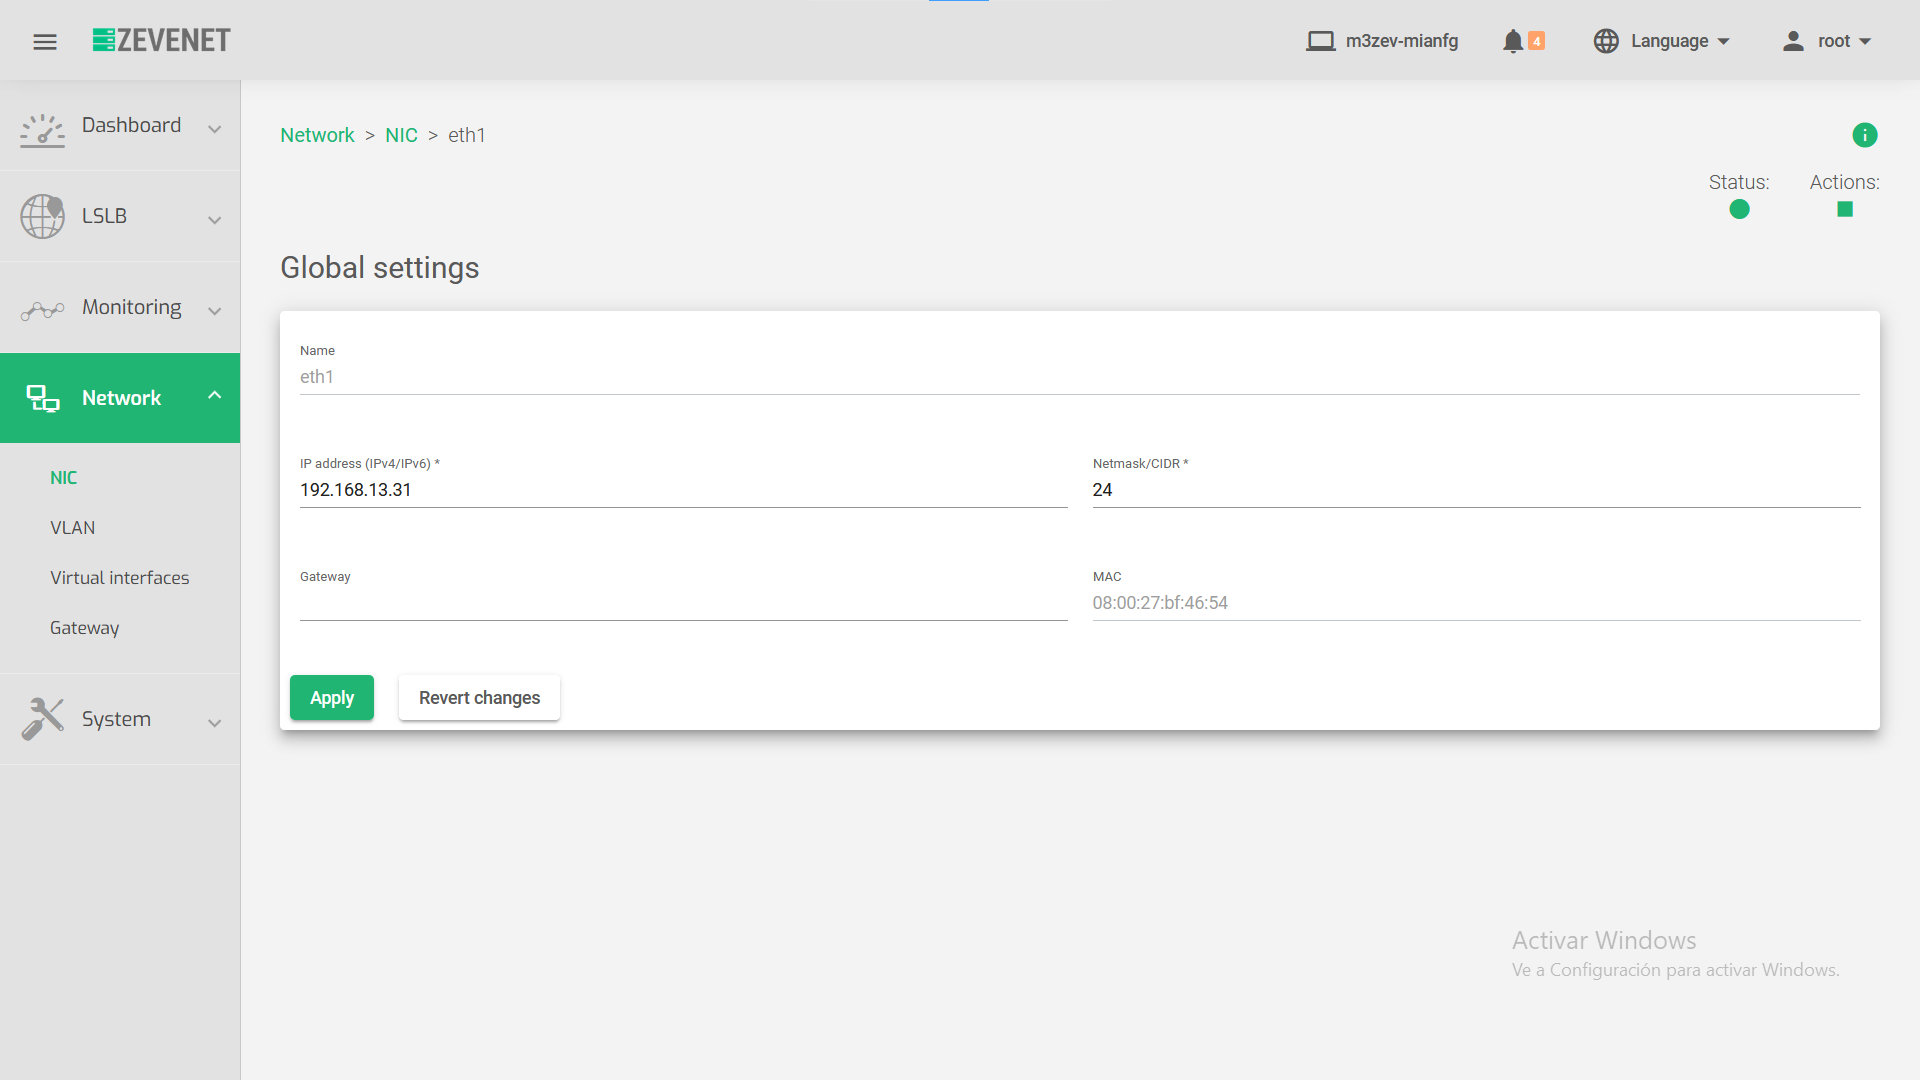 ZEVENET
m3zev-mianfg
4
Language
root
Dashboard
LSLB
Monitoring
Network
NIC
VLAN
Virtual interfaces
Gateway
System
Network > NIC > eth1
Status:
Actions:
Global settings
Name
eth1
IP address (IPv4/IPv6) *
192.168.13.31
Netmask/CIDR *
24
Gateway
MAC
08:00:27:bf:46:54
Apply
Revert changes
Activar Windows
Ve a Configuración para activar Windows.